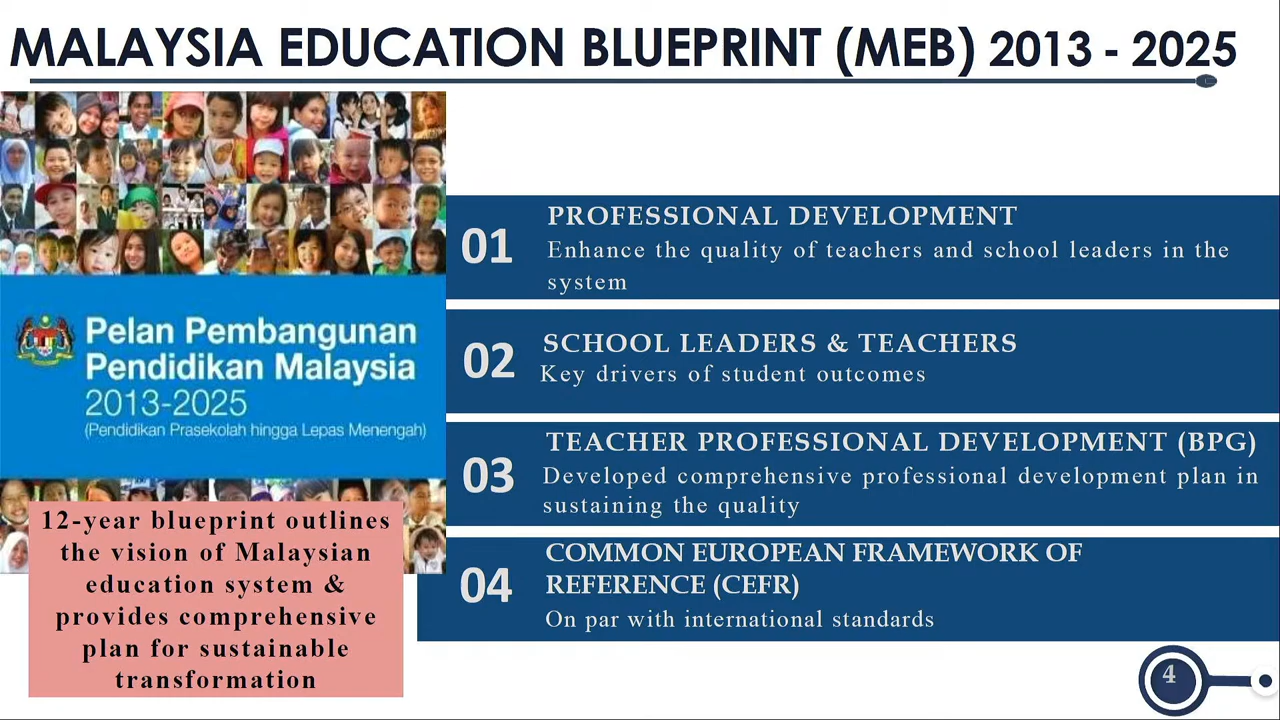 MALAYSIA EDUCATION BLUEPRINT (MEB) 2013 - 2025
Pelan Pembangunan
Pendidikan Malaysia
2013-2025
(Pendidikan Prasekolah hingga Lepas Menengah)
12-year blueprint outlines
the vision of Malaysian
education system &
provides comprehensive
plan for sustainable
transformation
01
PROFESSIONAL DEVELOPMENT
Enhance the quality of teachers and school leaders in the
system
02
SCHOOL LEADERS & TEACHERS
Key drivers of student outcomes
03
TEACHER PROFESSIONAL DEVELOPMENT (BPG)
Developed comprehensive professional development plan in
sustaining the quality
04
COMMON EUROPEAN FRAMEWORK OF
REFERENCE (CEFR)
On par with international standards
4